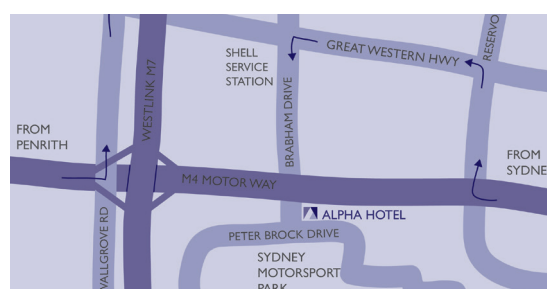 SHELL
SERVICE
STATION
GREAT WESTERN HWY
RESERVO
WESTLINK M7
BRABHAM DRIVE
FROM
PENRITH
FROM
SYDNE
M4 MOTOR WAY
WALLGROVE RD
ALPHA HOTEL
PETER BROCK DRIVE
SYDNEY
MOTORSPORT
PARK